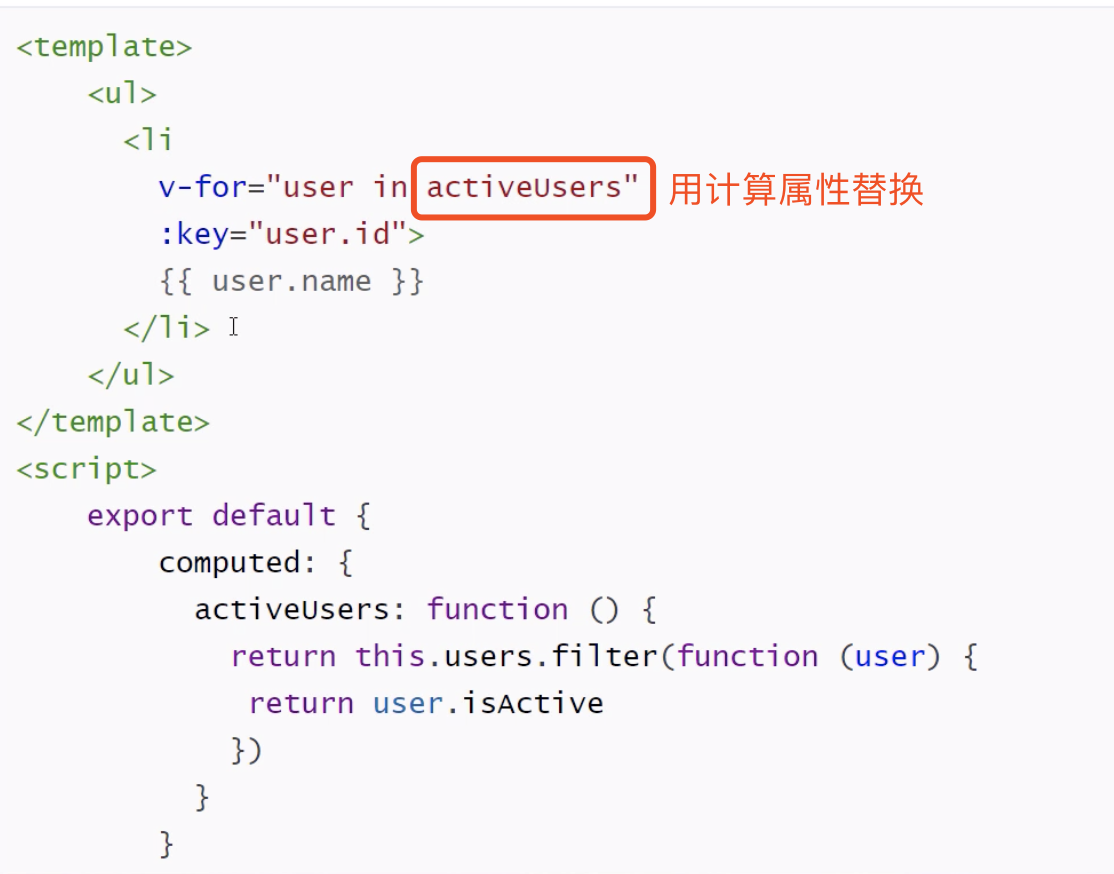 <template>
<ul>
<li
v-for="user in activeUsers" 用计算属性替换
:key="user.id">
{{ user.name }}
</li>
</ul>
</template>
<script>
export default {
computed: {
activeUsers: function () {
return this.users.filter(function (user) {
return user.isActive
})
}
}